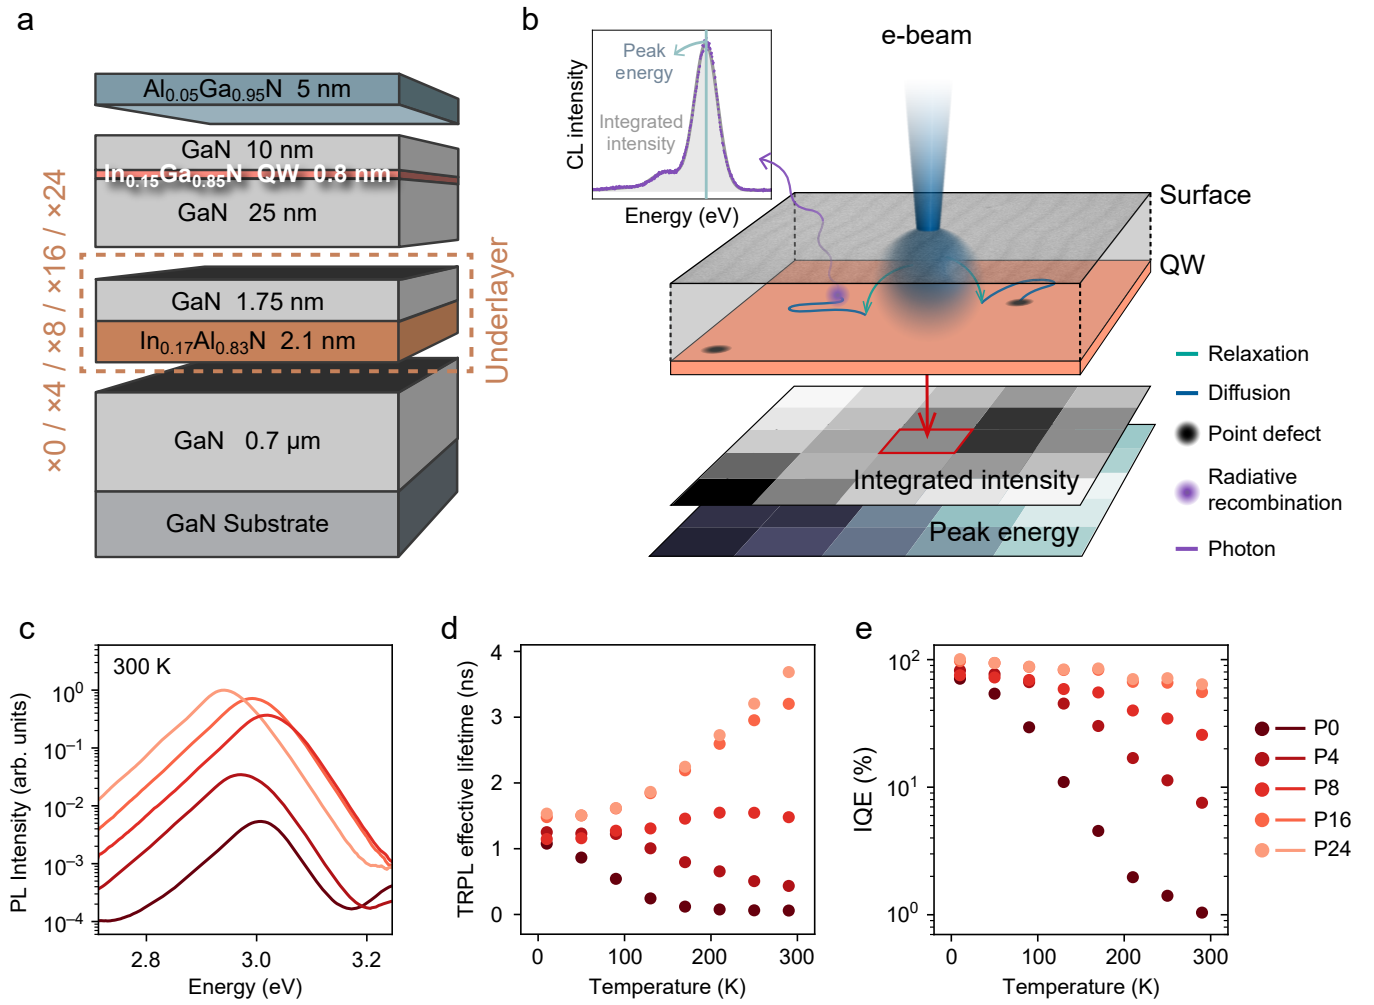 a
Al0.05Ga0.95N 5 nm
GaN 10 nm
In0.15Ga0.85N QW 0.8 nm
GaN 25 nm
×0 / ×4 / ×8 / ×16 / ×24
Underlayer
GaN 1.75 nm
In0.17Al0.83N 2.1 nm
GaN 0.7 µm
GaN Substrate
b
CL intensity
Peak
energy
Integrated
intensity
Energy (eV)
e-beam
Surface
QW
Relaxation
Diffusion
Point defect
Radiative
recombination
Photon
Integrated intensity
Peak energy
c
300 K
PL Intensity (arb. units)
10^0
10^-1
10^-2
10^-3
10^-4
2.8 3.0 3.2
Energy (eV)
d
TRPL effective lifetime (ns)
4
3
2
1
0
0 100 200 300
Temperature (K)
e
IQE (%)
10^2
10^1
10^0
0 100 200 300
Temperature (K)
P0
P4
P8
P16
P24